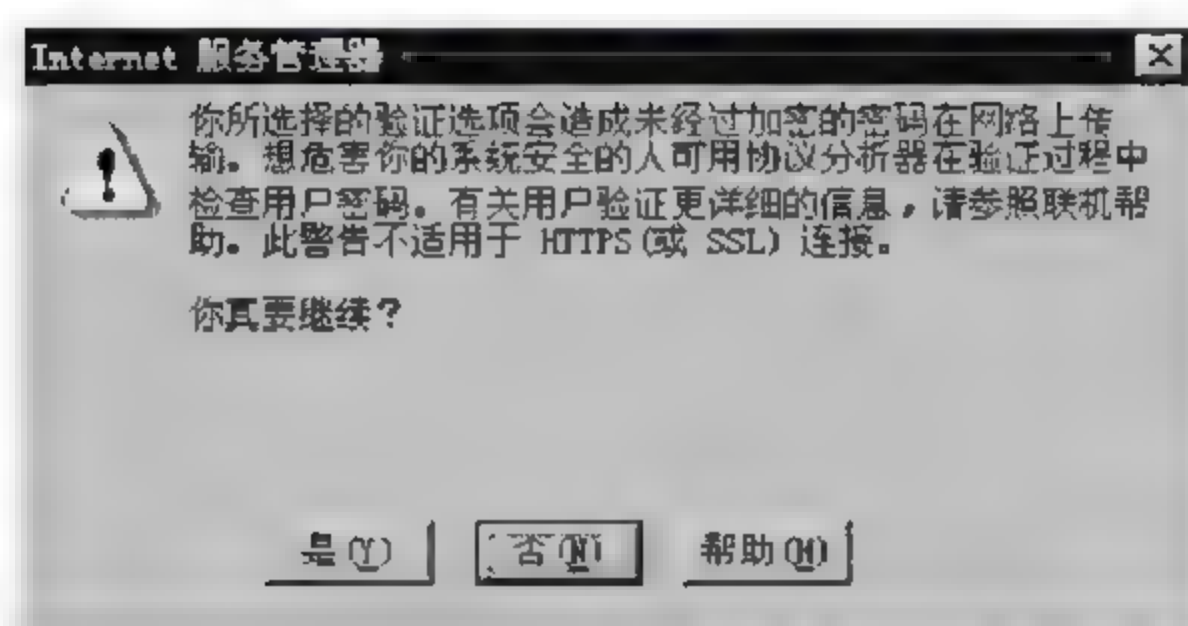 Internet 服务管理器
你所选择的验证选项会造成未经过加密的密码在网络上传
输。想危害你的系统安全的人可用协议分析器在验证过程中
检查用户密码。有关用户验证更详细的信息，请参照联机帮
助。此警告不适用于 HTTPS(或 SSL) 连接。
你真要继续？
是(Y) 否(N) 帮助(H)